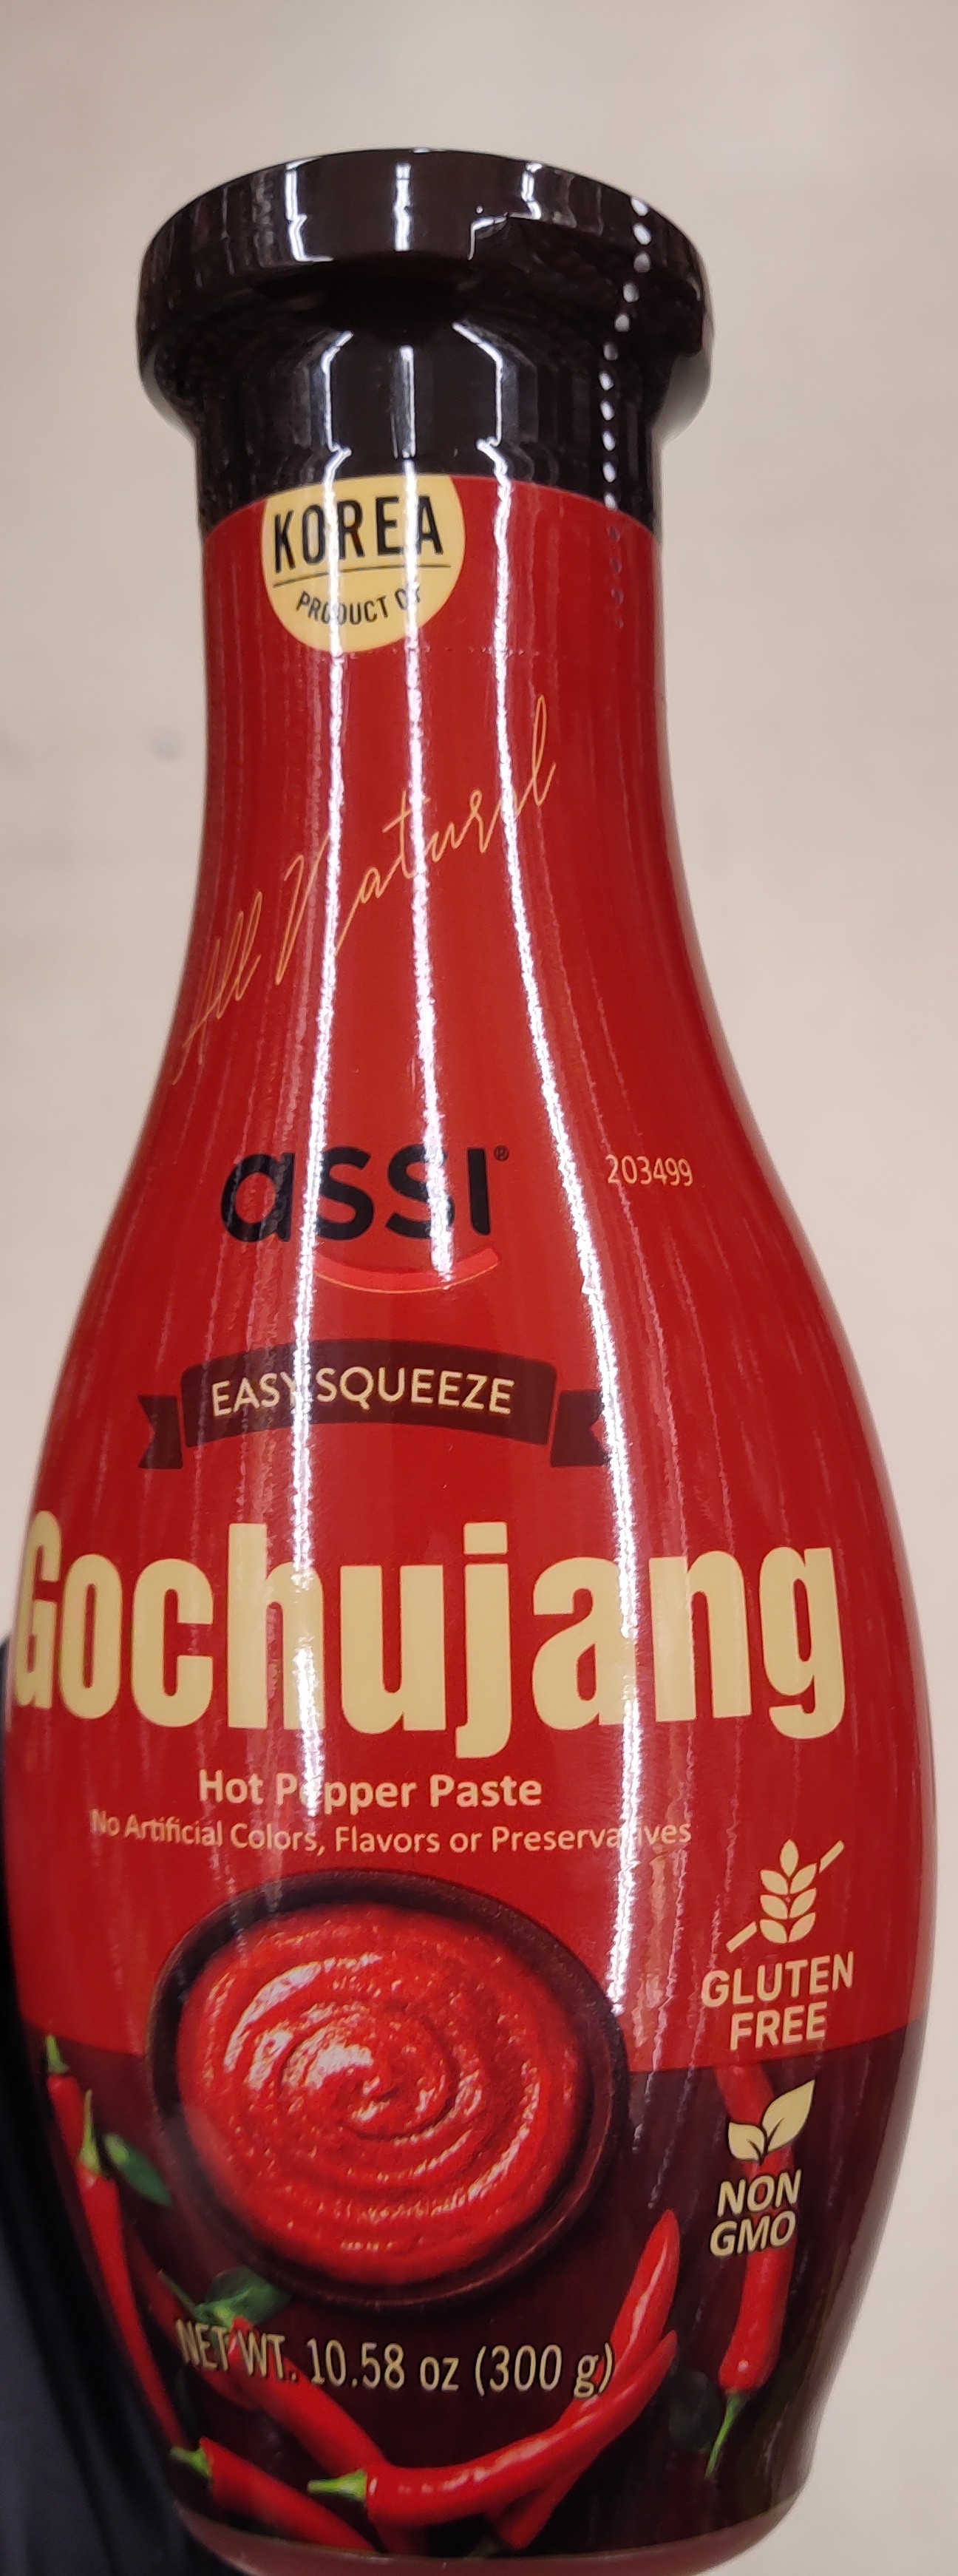 KOREA
PRODUCT OF
All Natural
assi®
203499
EASY SQUEEZE
Gochujang
Hot Pepper Paste
No Artificial Colors, Flavors or Preservatives
GLUTEN
FREE
NON
GMO
NET WT. 10.58 oz (300 g)